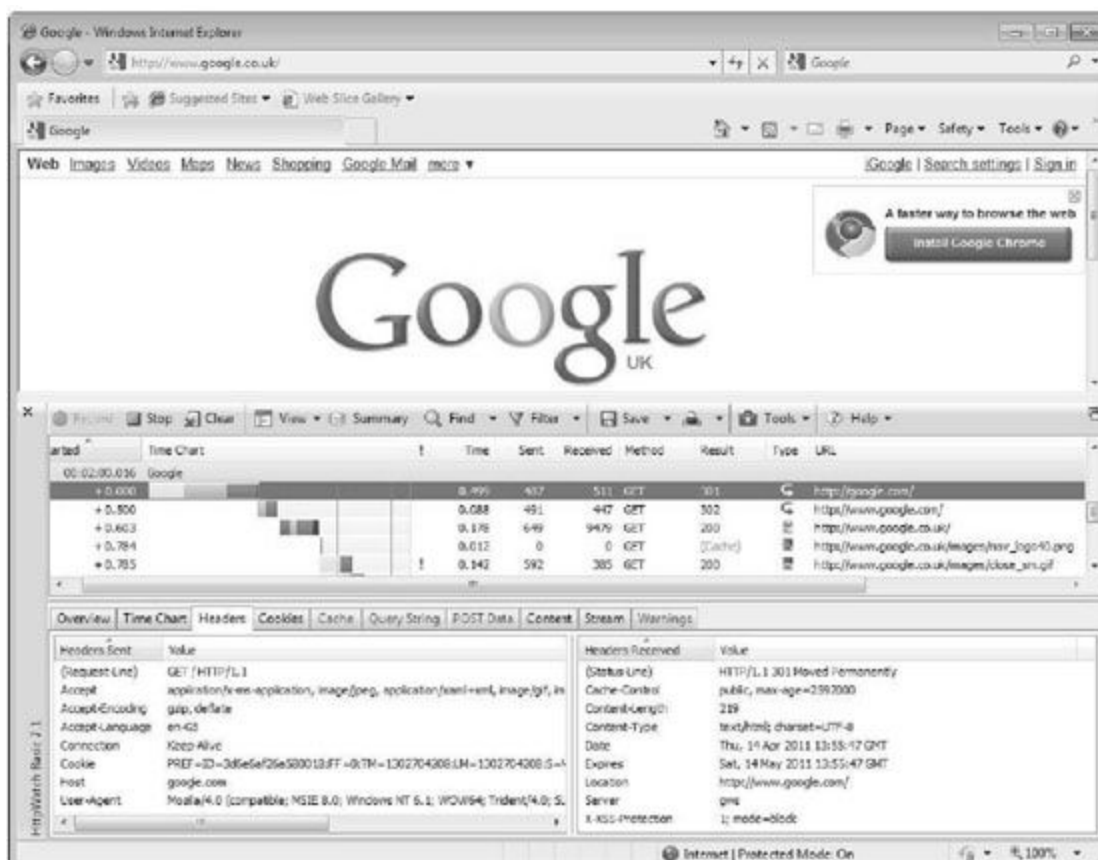 Google - Windows Internet Explorer
http://www.google.co.uk/
Google
Favorites Suggested Sites Web Slice Gallery
Google
Page Safety Tools
Web Images Videos Maps News Shopping Google Mail more ▼
iGoogle | Search settings | Sign in
A faster way to browse the web
Install Google Chrome
Google
UK
Record Stop Clear View Summary Find Filter Save Tools Help
arted Time Chart ! Time Sent Received Method Result Type URL
00:02:00.016 Google
+ 0.000 0.499 487 511 GET 301 http://google.com/
+ 0.500 0.088 491 447 GET 302 http://www.google.com/
+ 0.603 0.178 649 9479 GET 200 http://www.google.co.uk/
+ 0.784 0.012 0 0 GET (Cache) http://www.google.co.uk/images/nav_logo40.png
+ 0.785 ! 0.142 592 385 GET 200 http://www.google.co.uk/images/close_sm.gif
Overview Time Chart Headers Cookies Cache Query String POST Data Content Stream Warnings
Headers Sent Value
(Request-Line) GET / HTTP/1.1
Accept application/x-ms-application, image/jpeg, application/xaml+xml, image/gif, im
Accept-Encoding gzip, deflate
Accept-Language en-GB
Connection Keep-Alive
Cookie
Host google.com
User-Agent Mozilla/4.0 (compatible; MSIE 8.0; Windows NT 6.1; WOW64; Trident/4.0; S
Headers Received Value
(Status-Line) HTTP/1.1 301 Moved Permanently
Cache-Control public, max-age=2592000
Content-Length 219
Content-Type text/html; charset=UTF-8
Date Thu, 14 Apr 2011 13:55:47 GMT
Expires Sat, 14 May 2011 13:55:47 GMT
Location http://www.google.com/
Server gws
X-XSS-Protection 1; mode=block
HttpWatch Basic 7.1
Internet | Protected Mode: On
100%